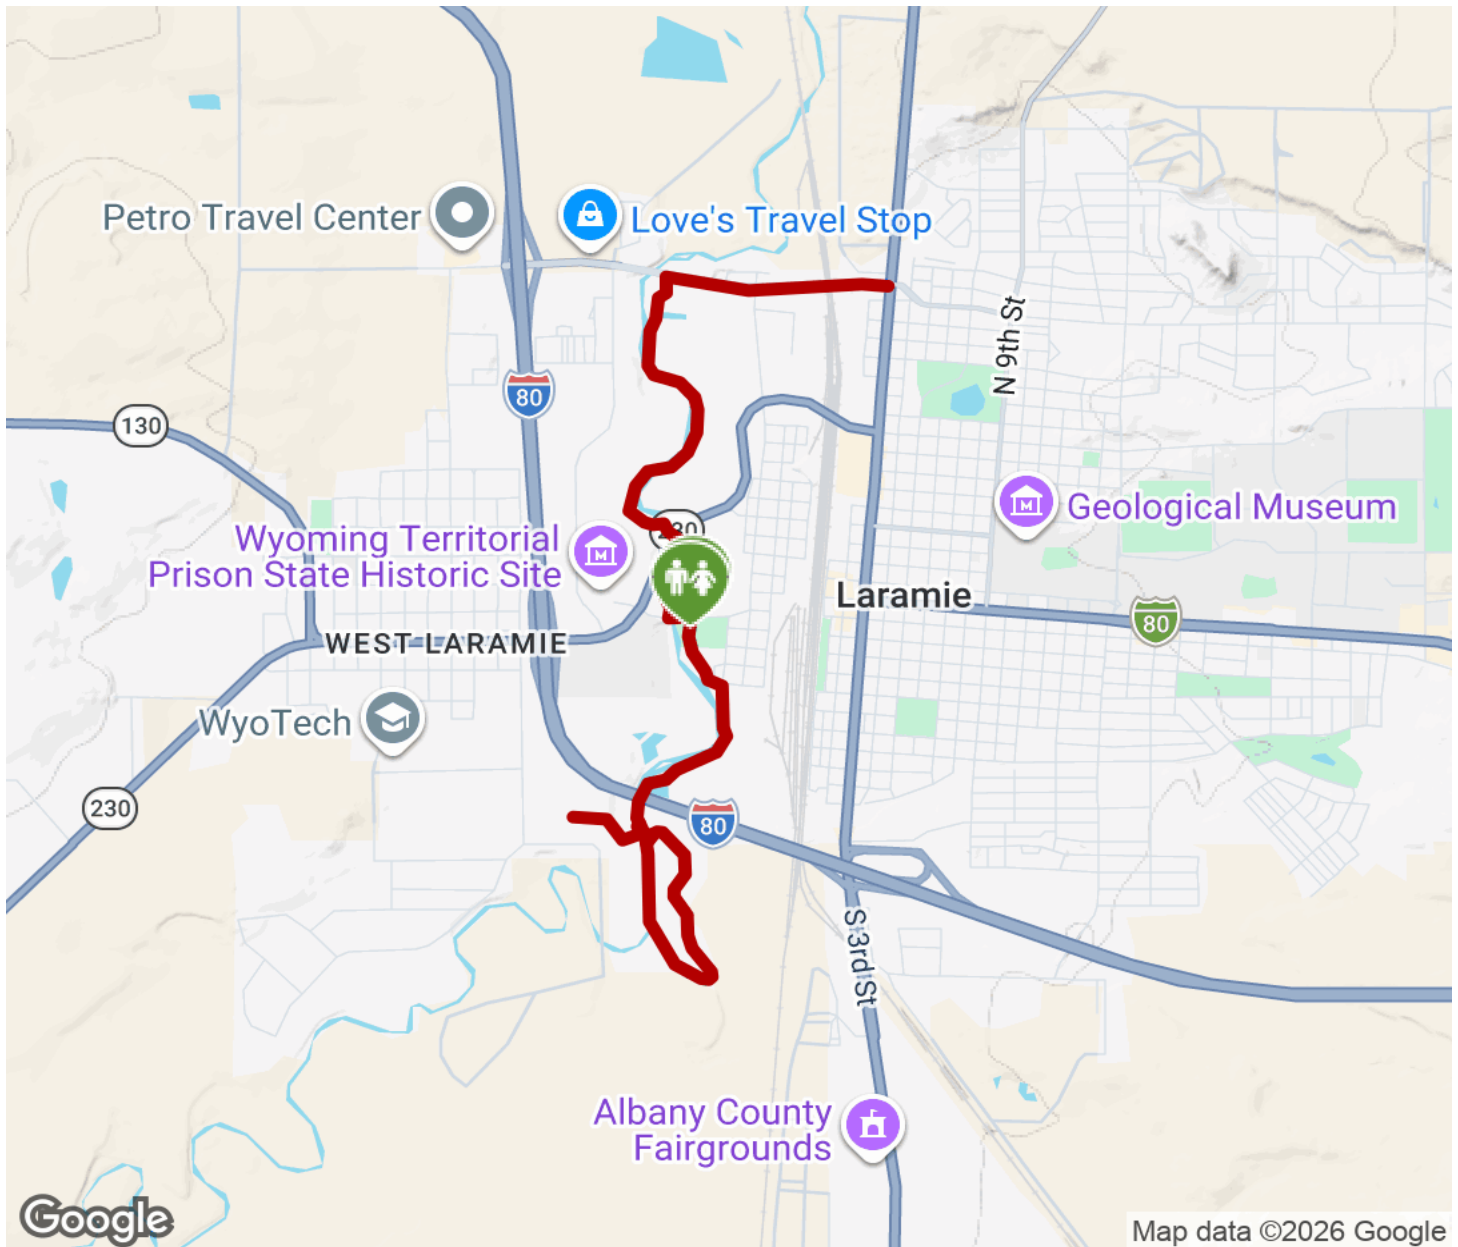 Petro Travel Center
Love's Travel Stop
N 9th St
80
130
230
Geological Museum
Wyoming Territorial
Prison State Historic Site
Laramie
80
WEST LARAMIE
WyoTech
230
80
S 3rd St
Albany County
Fairgrounds
Google
Map data ©2026 Google